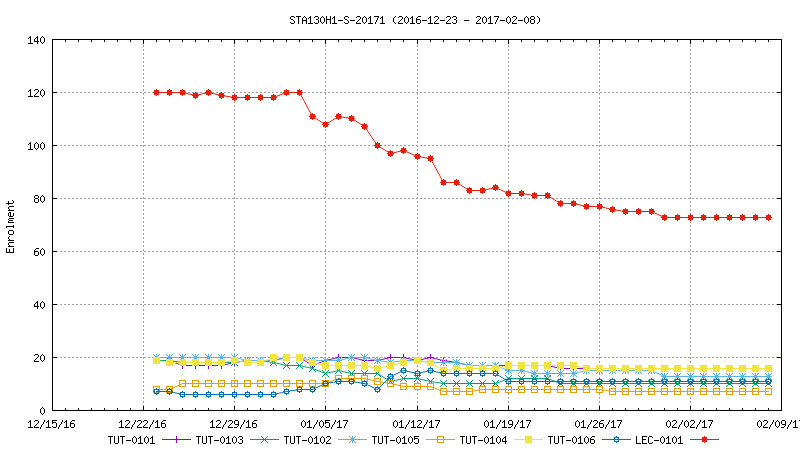 STA130H1-S-20171 (2016-12-23 - 2017-02-08)
140
120
100
80
60
40
20
0
Enrolment
12/15/16 12/22/16 12/29/16 01/05/17 01/12/17 01/19/17 01/26/17 02/02/17 02/09/1
TUT-0101 TUT-0103 TUT-0102 TUT-0105 TUT-0104 TUT-0106 LEC-0101